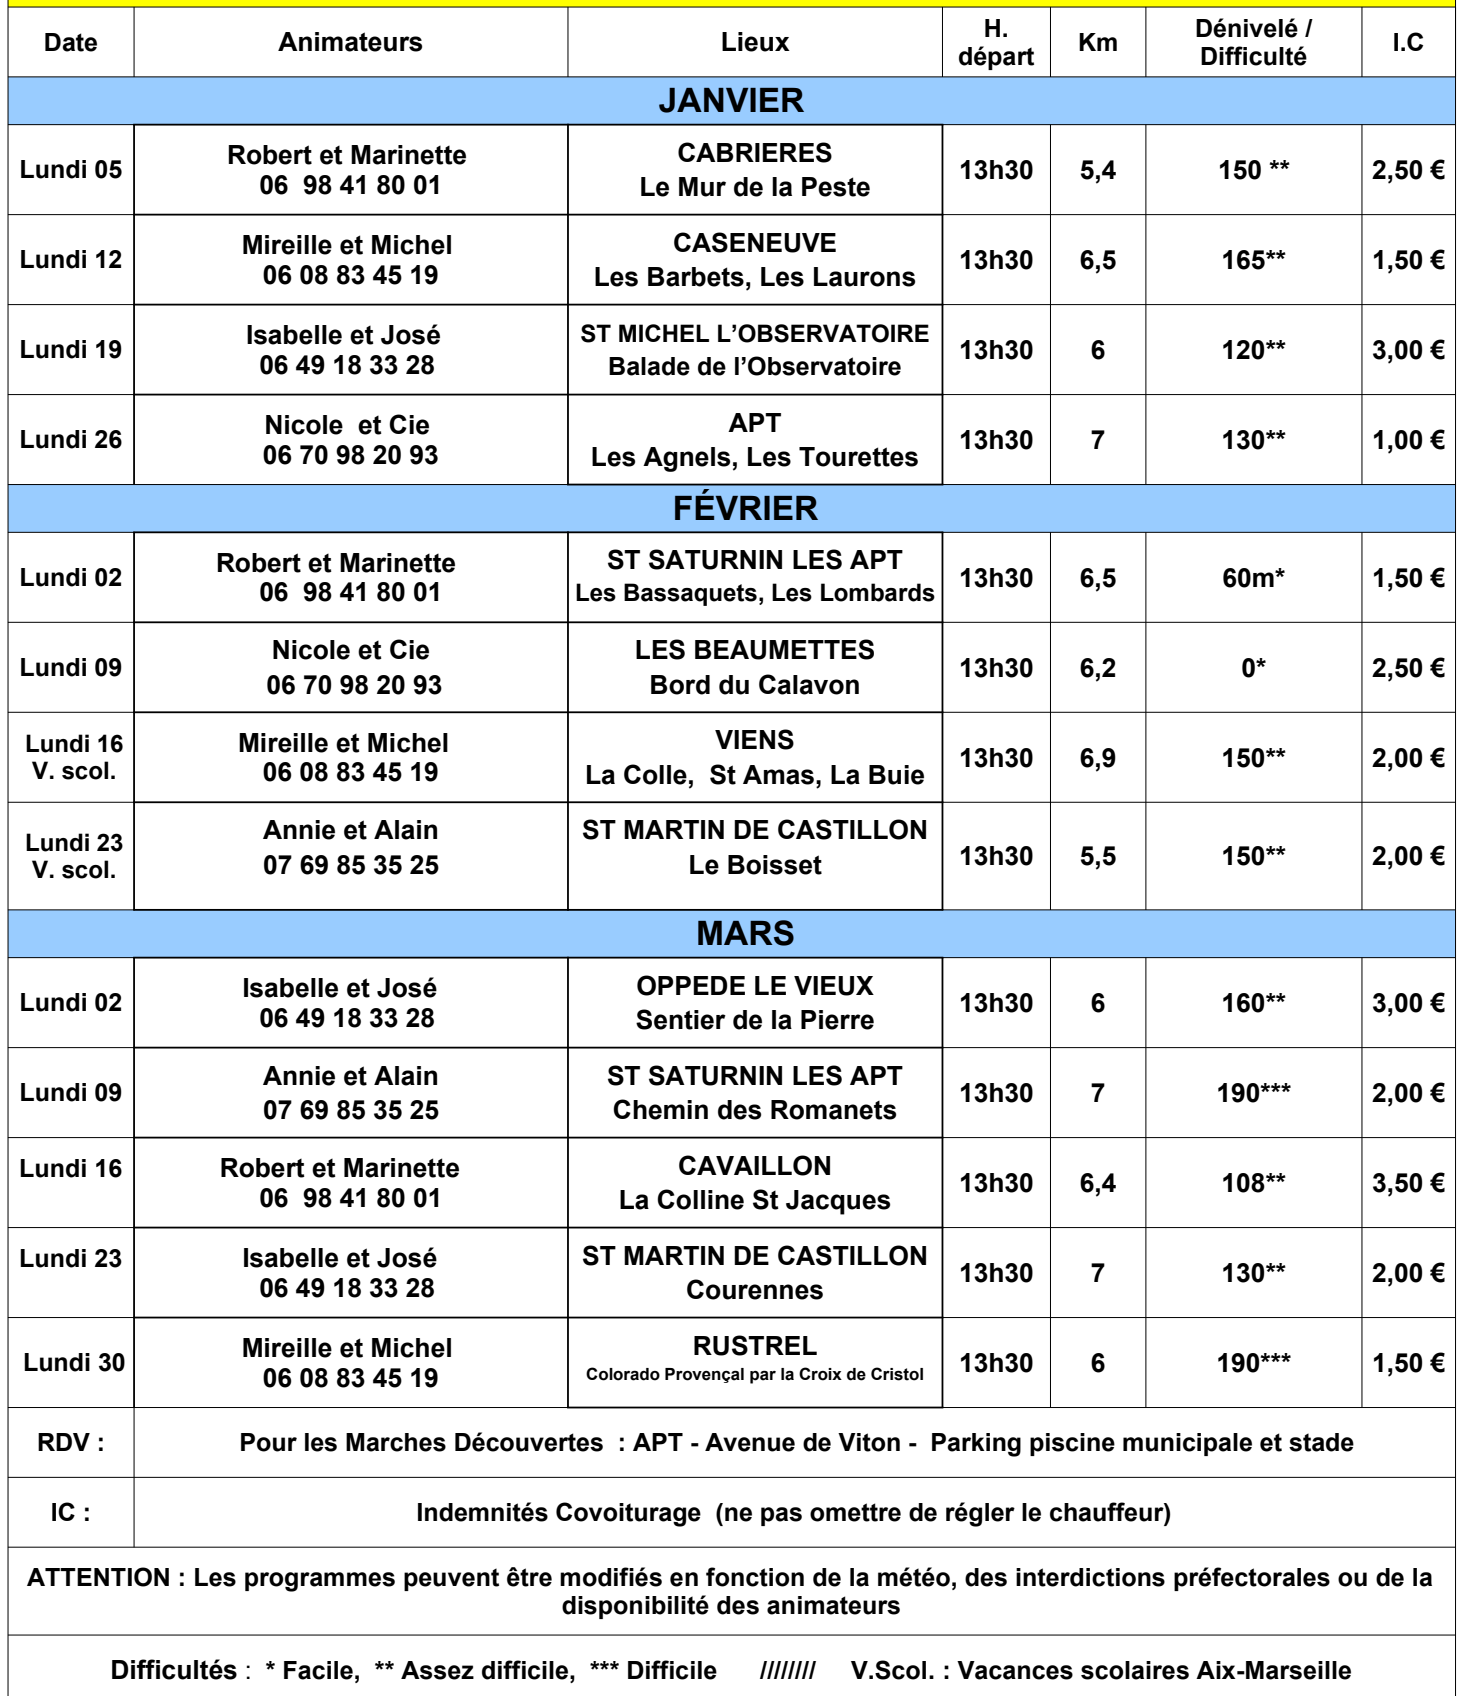 Date Animateurs Lieux H. départ Km Dénivelé / Difficulté I.C
JANVIER
Lundi 05 Robert et Marinette 06 98 41 80 01 CABRIERES Le Mur de la Peste 13h30 5,4 150 ** 2,50 €
Lundi 12 Mireille et Michel 06 08 83 45 19 CASENEUVE Les Barbets, Les Laurons 13h30 6,5 165** 1,50 €
Lundi 19 Isabelle et José 06 49 18 33 28 ST MICHEL L’OBSERVATOIRE Balade de l’Observatoire 13h30 6 120** 3,00 €
Lundi 26 Nicole et Cie 06 70 98 20 93 APT Les Agnels, Les Tourettes 13h30 7 130** 1,00 €
FÉVRIER
Lundi 02 Robert et Marinette 06 98 41 80 01 ST SATURNIN LES APT Les Bassaquets, Les Lombards 13h30 6,5 60m* 1,50 €
Lundi 09 Nicole et Cie 06 70 98 20 93 LES BEAUMETTES Bord du Calavon 13h30 6,2 0* 2,50 €
Lundi 16 V. scol. Mireille et Michel 06 08 83 45 19 VIENS La Colle, St Amas, La Buie 13h30 6,9 150** 2,00 €
Lundi 23 V. scol. Annie et Alain 07 69 85 35 25 ST MARTIN DE CASTILLON Le Boisset 13h30 5,5 150** 2,00 €
MARS
Lundi 02 Isabelle et José 06 49 18 33 28 OPPEDE LE VIEUX Sentier de la Pierre 13h30 6 160** 3,00 €
Lundi 09 Annie et Alain 07 69 85 35 25 ST SATURNIN LES APT Chemin des Romanets 13h30 7 190*** 2,00 €
Lundi 16 Robert et Marinette 06 98 41 80 01 CAVAILLON La Colline St Jacques 13h30 6,4 108** 3,50 €
Lundi 23 Isabelle et José 06 49 18 33 28 ST MARTIN DE CASTILLON Courennes 13h30 7 130** 2,00 €
Lundi 30 Mireille et Michel 06 08 83 45 19 RUSTREL Colorado Provençal par la Croix de Cristol 13h30 6 190*** 1,50 €
RDV : Pour les Marches Découvertes : APT - Avenue de Viton - Parking piscine municipale et stade
IC : Indemnités Covoiturage (ne pas omettre de régler le chauffeur)
ATTENTION : Les programmes peuvent être modifiés en fonction de la météo, des interdictions préfectorales ou de la
disponibilité des animateurs
Difficultés : * Facile, ** Assez difficile, *** Difficile //////// V.Scol. : Vacances scolaires Aix-Marseille